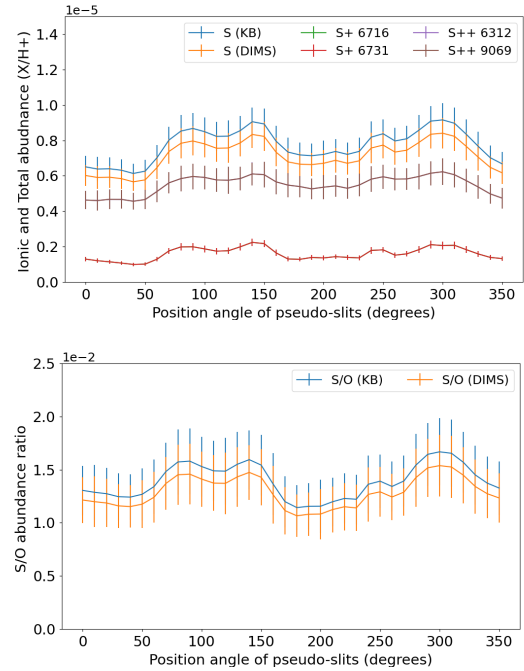 1e−5
S (KB) S+ 6716 S++ 6312
S (DIMS) S+ 6731 S++ 9069
Ionic and Total abudnance (X/H+)
1.4
1.2
1.0
0.8
0.6
0.4
0.2
0.0
0 50 100 150 200 250 300 350
Position angle of pseudo-slits (degrees)
1e−2
S/O (KB) S/O (DIMS)
S/O abundance ratio
2.5
2.0
1.5
1.0
0.5
0.0
0 50 100 150 200 250 300 350
Position angle of pseudo-slits (degrees)